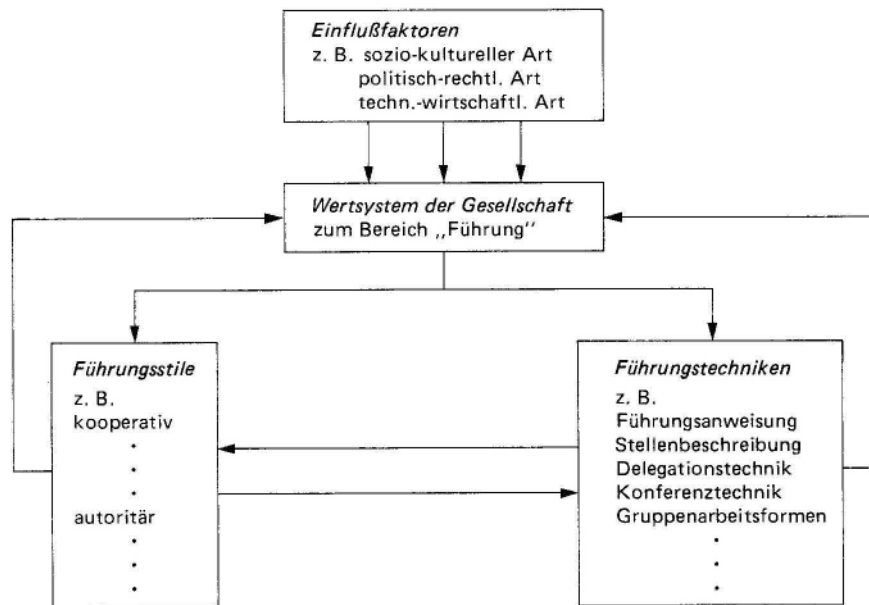 Einflußfaktoren
z. B. sozio-kultureller Art
politisch-rechtl. Art
techn.-wirtschaftl. Art
Wertsystem der Gesellschaft
zum Bereich ,,Führung"
Führungsstile
z. B.
kooperativ
.
.
.
autoritär
.
.
.
Führungstechniken
z. B.
Führungsanweisung
Stellenbeschreibung
Delegationstechnik
Konferenztechnik
Gruppenarbeitsformen
.
.
.